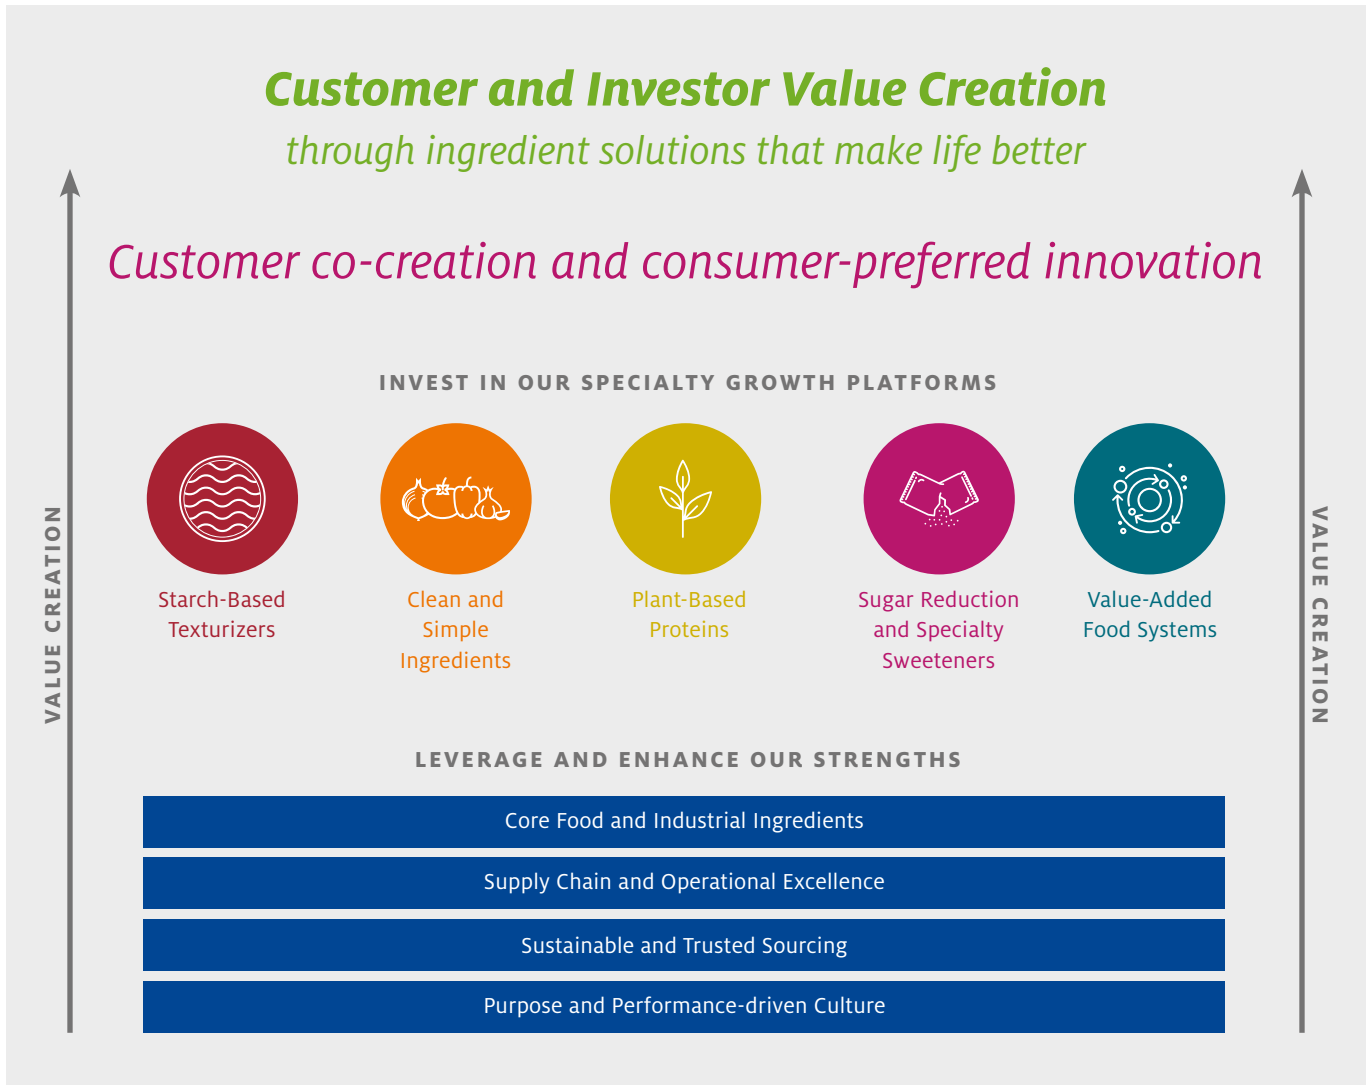 Customer and Investor Value Creation
through ingredient solutions that make life better
Customer co-creation and consumer-preferred innovation
INVEST IN OUR SPECIALTY GROWTH PLATFORMS
Starch-Based
Texturizers
Clean and
Simple
Ingredients
Plant-Based
Proteins
Sugar Reduction
and Specialty
Sweeteners
Value-Added
Food Systems
VALUE CREATION
VALUE CREATION
LEVERAGE AND ENHANCE OUR STRENGTHS
Core Food and Industrial Ingredients
Supply Chain and Operational Excellence
Sustainable and Trusted Sourcing
Purpose and Performance-driven Culture